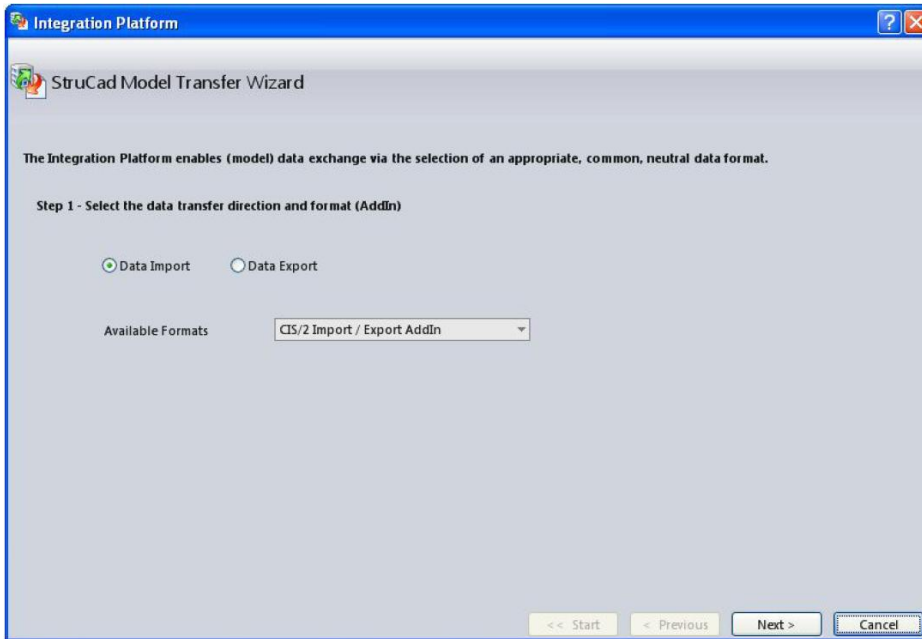 Integration Platform
?
StruCad Model Transfer Wizard
The Integration Platform enables (model) data exchange via the selection of an appropriate, common, neutral data format.
Step 1 - Select the data transfer direction and format (AddIn)
Data Import Data Export
Available Formats CIS/2 Import / Export AddIn
<< Start < Previous Next > Cancel